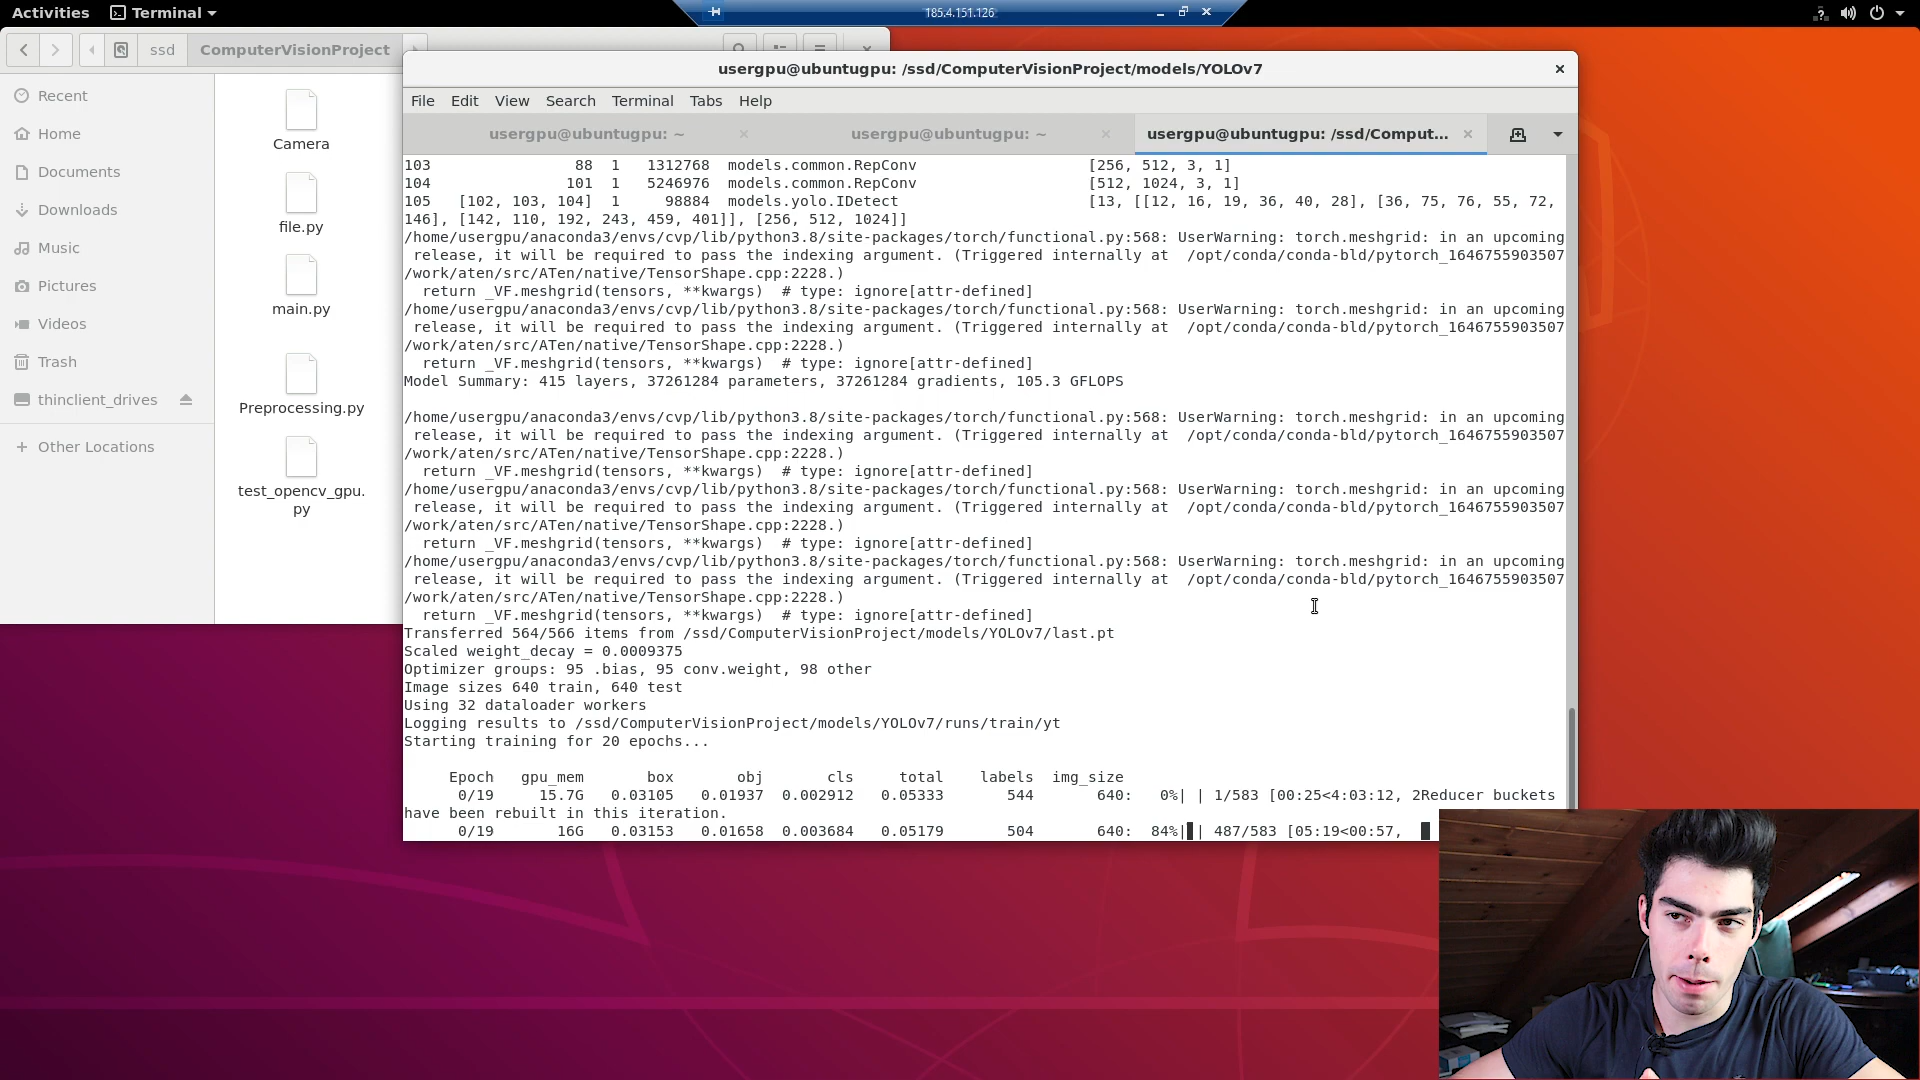 Activities
Terminal
185.4.151.126
ssd
ComputerVisionProject
Recent
Home
Documents
Downloads
Music
Pictures
Videos
Trash
thinclient_drives
Other Locations
Camera
file.py
main.py
Preprocessing.py
test_opencv_gpu.
py
usergpu@ubuntugpu: /ssd/ComputerVisionProject/models/YOLOv7
File Edit View Search Terminal Tabs Help
usergpu@ubuntugpu: ~
usergpu@ubuntugpu: ~
usergpu@ubuntugpu: /ssd/Comput...
103 88 1 1312768 models.common.RepConv [256, 512, 3, 1]
104 101 1 5246976 models.common.RepConv [512, 1024, 3, 1]
105 [102, 103, 104] 1 98884 models.yolo.IDetect [13, [[12, 16, 19, 36, 40, 28], [36, 75, 76, 55, 72,
146], [142, 110, 192, 243, 459, 401]], [256, 512, 1024]]
/home/usergpu/anaconda3/envs/cvp/lib/python3.8/site-packages/torch/functional.py:568: UserWarning: torch.meshgrid: in an upcoming
release, it will be required to pass the indexing argument. (Triggered internally at /opt/conda/conda-bld/pytorch_1646755903507
/work/aten/src/ATen/native/TensorShape.cpp:2228.)
return _VF.meshgrid(tensors, **kwargs) # type: ignore[attr-defined]
/home/usergpu/anaconda3/envs/cvp/lib/python3.8/site-packages/torch/functional.py:568: UserWarning: torch.meshgrid: in an upcoming
release, it will be required to pass the indexing argument. (Triggered internally at /opt/conda/conda-bld/pytorch_1646755903507
/work/aten/src/ATen/native/TensorShape.cpp:2228.)
return _VF.meshgrid(tensors, **kwargs) # type: ignore[attr-defined]
Model Summary: 415 layers, 37261284 parameters, 37261284 gradients, 105.3 GFLOPS
/home/usergpu/anaconda3/envs/cvp/lib/python3.8/site-packages/torch/functional.py:568: UserWarning: torch.meshgrid: in an upcoming
release, it will be required to pass the indexing argument. (Triggered internally at /opt/conda/conda-bld/pytorch_1646755903507
/work/aten/src/ATen/native/TensorShape.cpp:2228.)
return _VF.meshgrid(tensors, **kwargs) # type: ignore[attr-defined]
/home/usergpu/anaconda3/envs/cvp/lib/python3.8/site-packages/torch/functional.py:568: UserWarning: torch.meshgrid: in an upcoming
release, it will be required to pass the indexing argument. (Triggered internally at /opt/conda/conda-bld/pytorch_1646755903507
/work/aten/src/ATen/native/TensorShape.cpp:2228.)
return _VF.meshgrid(tensors, **kwargs) # type: ignore[attr-defined]
/home/usergpu/anaconda3/envs/cvp/lib/python3.8/site-packages/torch/functional.py:568: UserWarning: torch.meshgrid: in an upcoming
release, it will be required to pass the indexing argument. (Triggered internally at /opt/conda/conda-bld/pytorch_1646755903507
/work/aten/src/ATen/native/TensorShape.cpp:2228.)
return _VF.meshgrid(tensors, **kwargs) # type: ignore[attr-defined]
Transferred 564/566 items from /ssd/ComputerVisionProject/models/YOLOv7/last.pt
Scaled weight_decay = 0.0009375
Optimizer groups: 95 .bias, 95 conv.weight, 98 other
Image sizes 640 train, 640 test
Using 32 dataloader workers
Logging results to /ssd/ComputerVisionProject/models/YOLOv7/runs/train/yt
Starting training for 20 epochs...
Epoch gpu_mem box obj cls total labels img_size
0/19 15.7G 0.03105 0.01937 0.002912 0.05333 544 640: 0%| | 1/583 [00:25<4:03:12, 2Reducer buckets
have been rebuilt in this iteration.
0/19 16G 0.03153 0.01658 0.003684 0.05179 504 640: 84%|█| 487/583 [05:19<00:57,